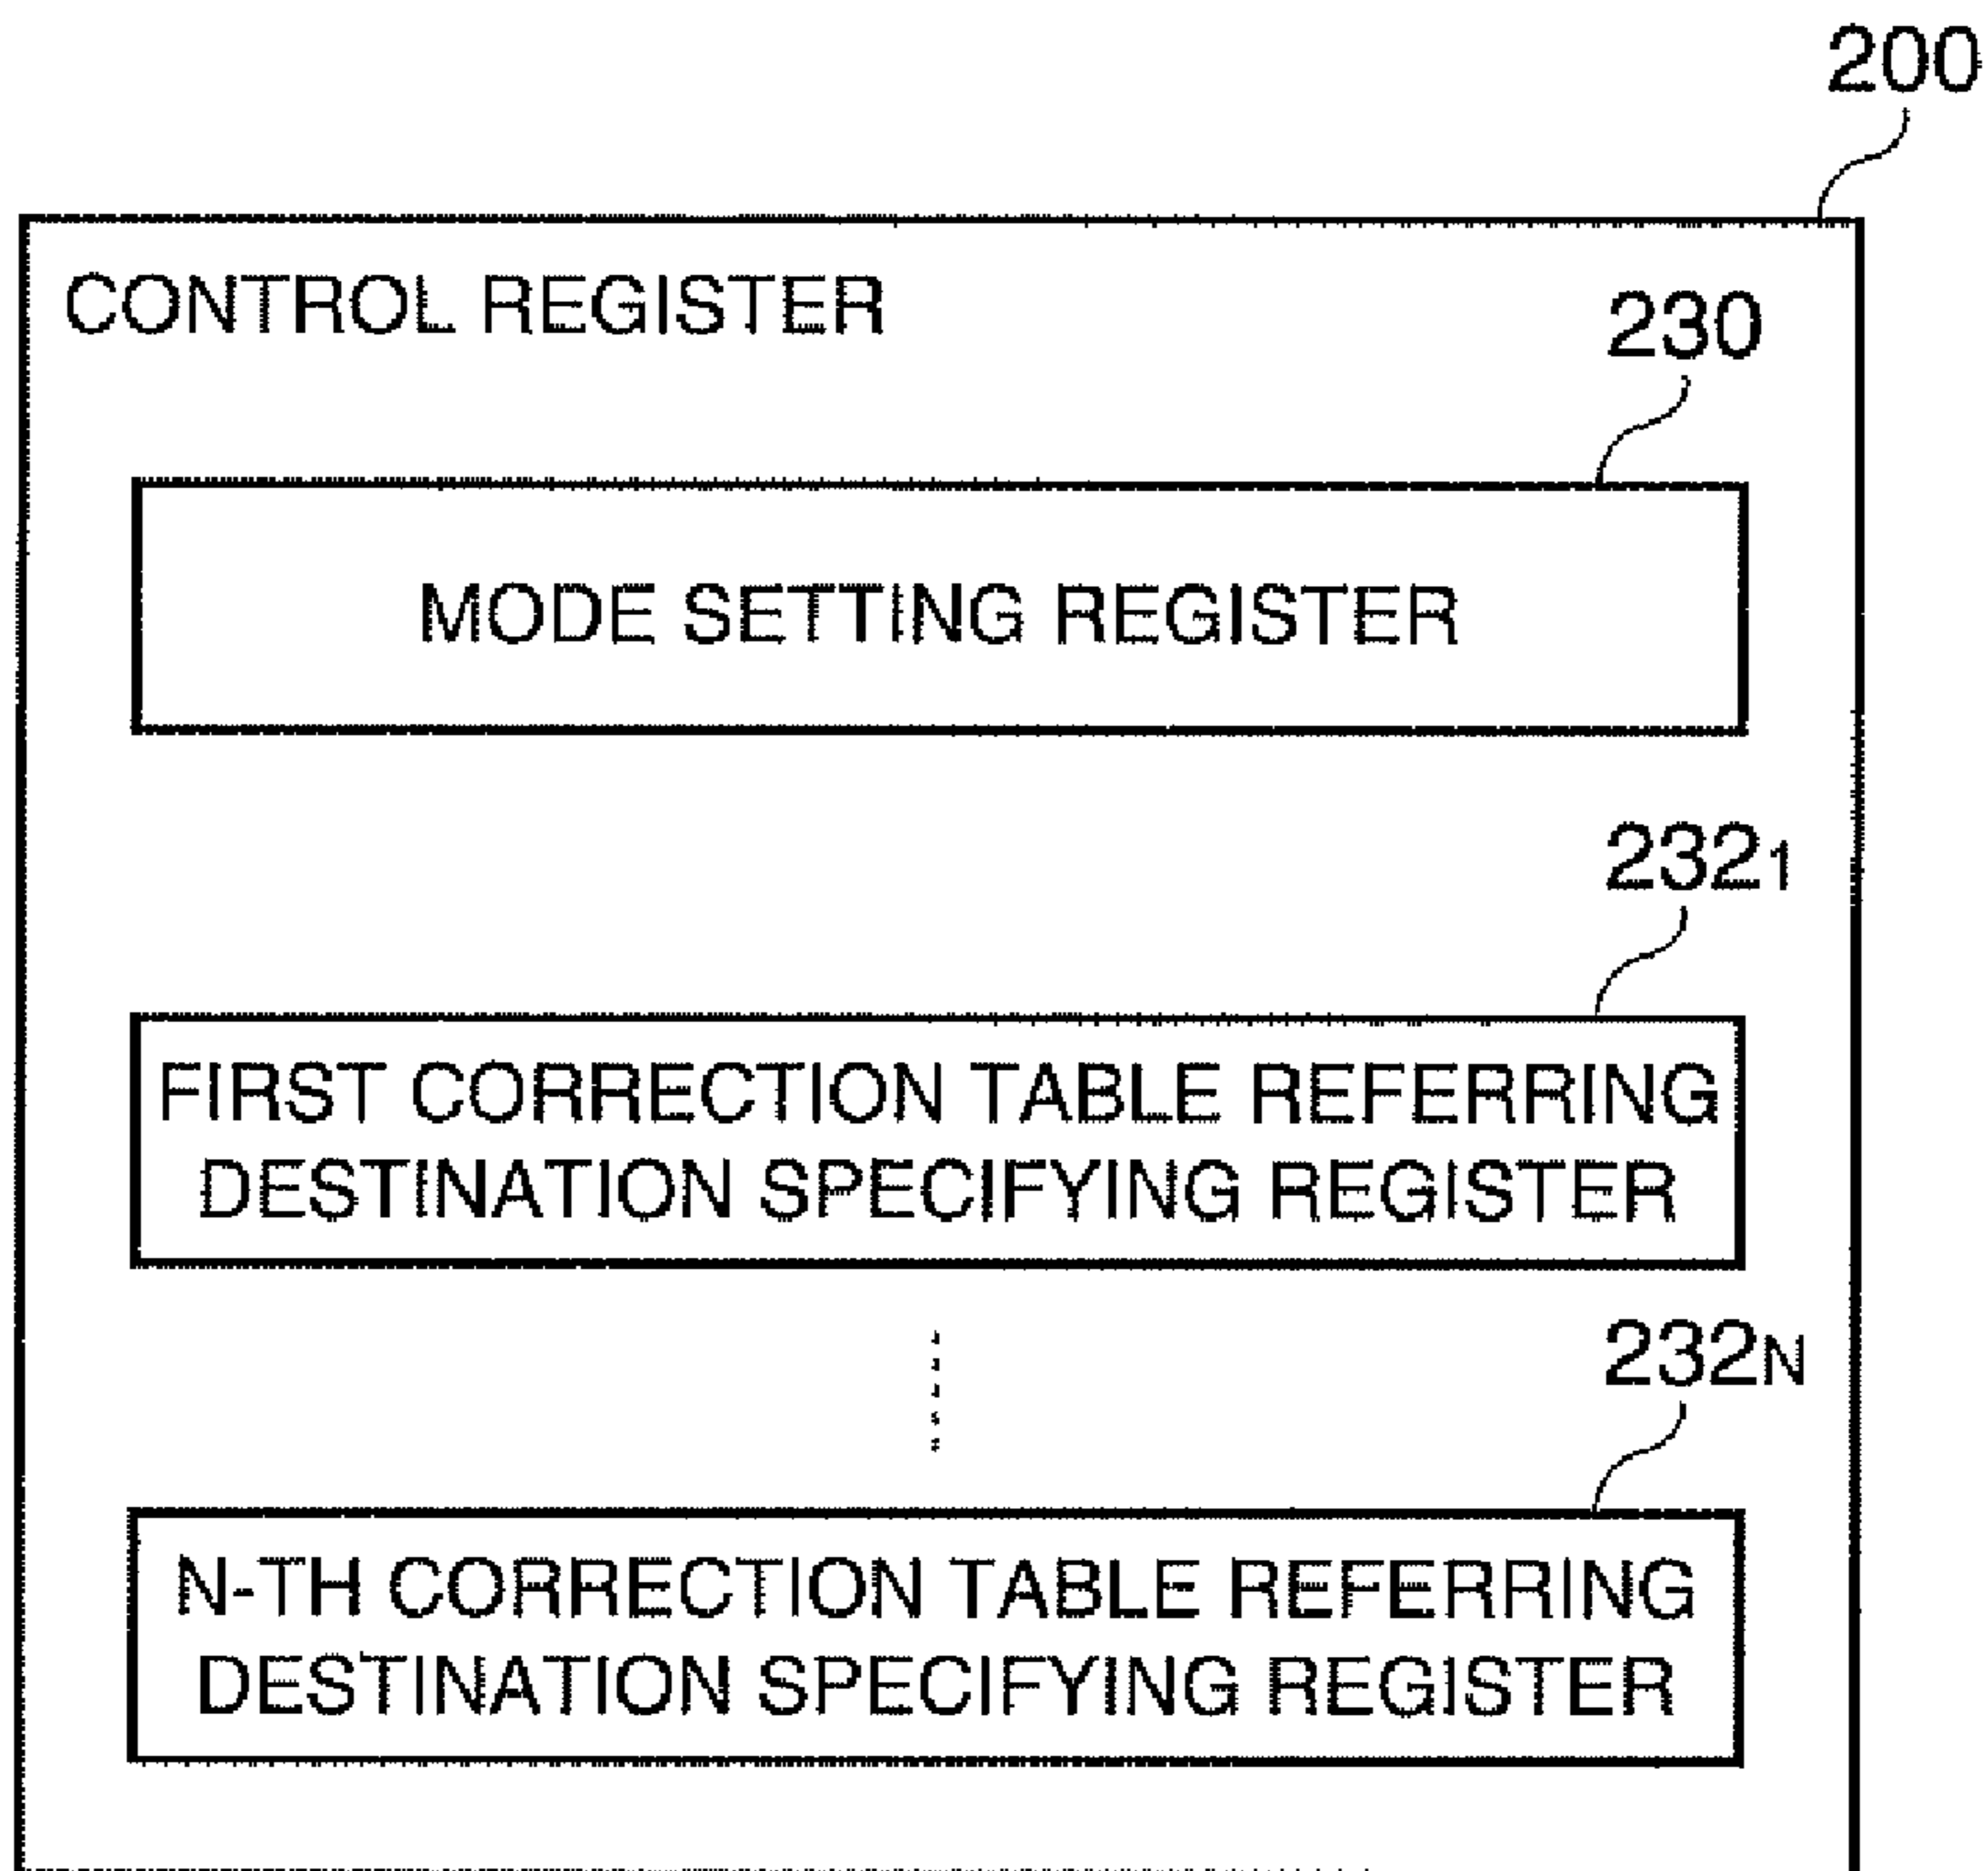 200
CONTROL REGISTER
230
MODE SETTING REGISTER
232₁
FIRST CORRECTION TABLE REFERRING
DESTINATION SPECIFYING REGISTER
232N
N-TH CORRECTION TABLE REFERRING
DESTINATION SPECIFYING REGISTER